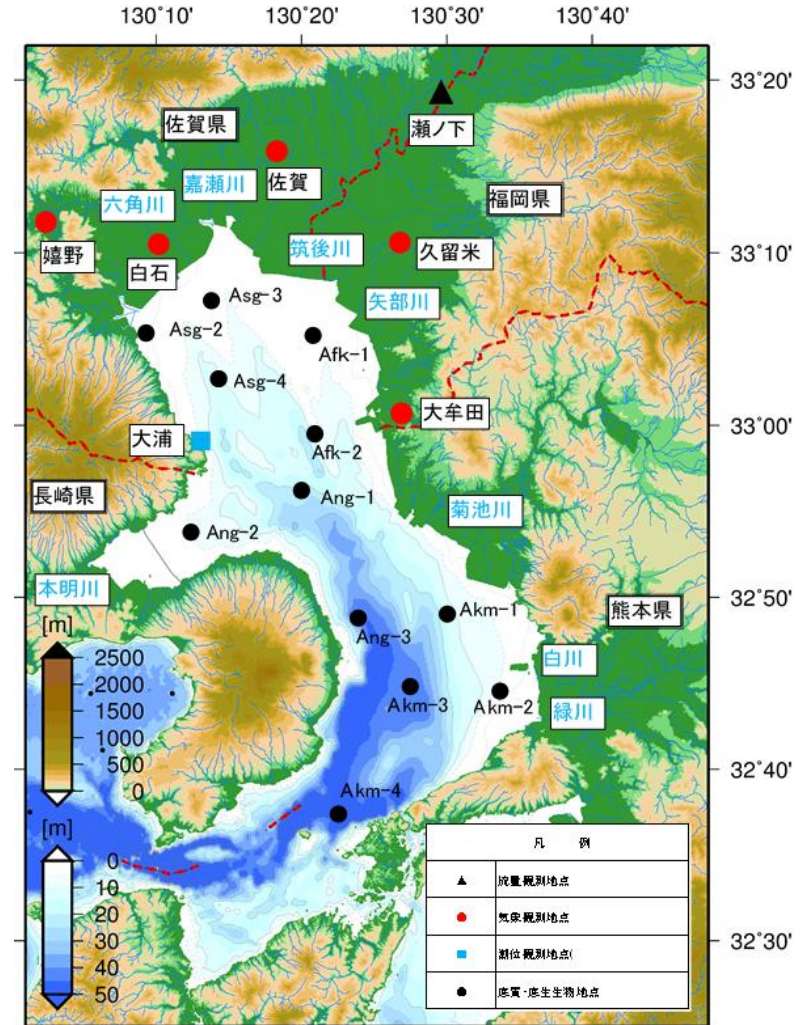 130˚10' 130˚20' 130˚30' 130˚40'
33˚20'
瀬ノ下
佐賀県
佐賀
嘉瀬川
福岡県
六角川
嬉野
白石
筑後川
久留米
33˚10'
矢部川
Asg-3
Asg-2
Afk-1
Asg-4
大牟田
33˚00'
大浦
Afk-2
長崎県
Ang-1
菊池川
Ang-2
本明川
32˚50'
Akm-1
熊本県
Ang-3
白川
Akm-3
Akm-2
緑川
[m]
2500
2000
1500
1000
500
0
32˚40'
Akm-4
[m]
0
10
20
30
40
50
32˚30'
凡 例
流量観測地点
気象観測地点
潮位観測地点(
底質・底生生物地点